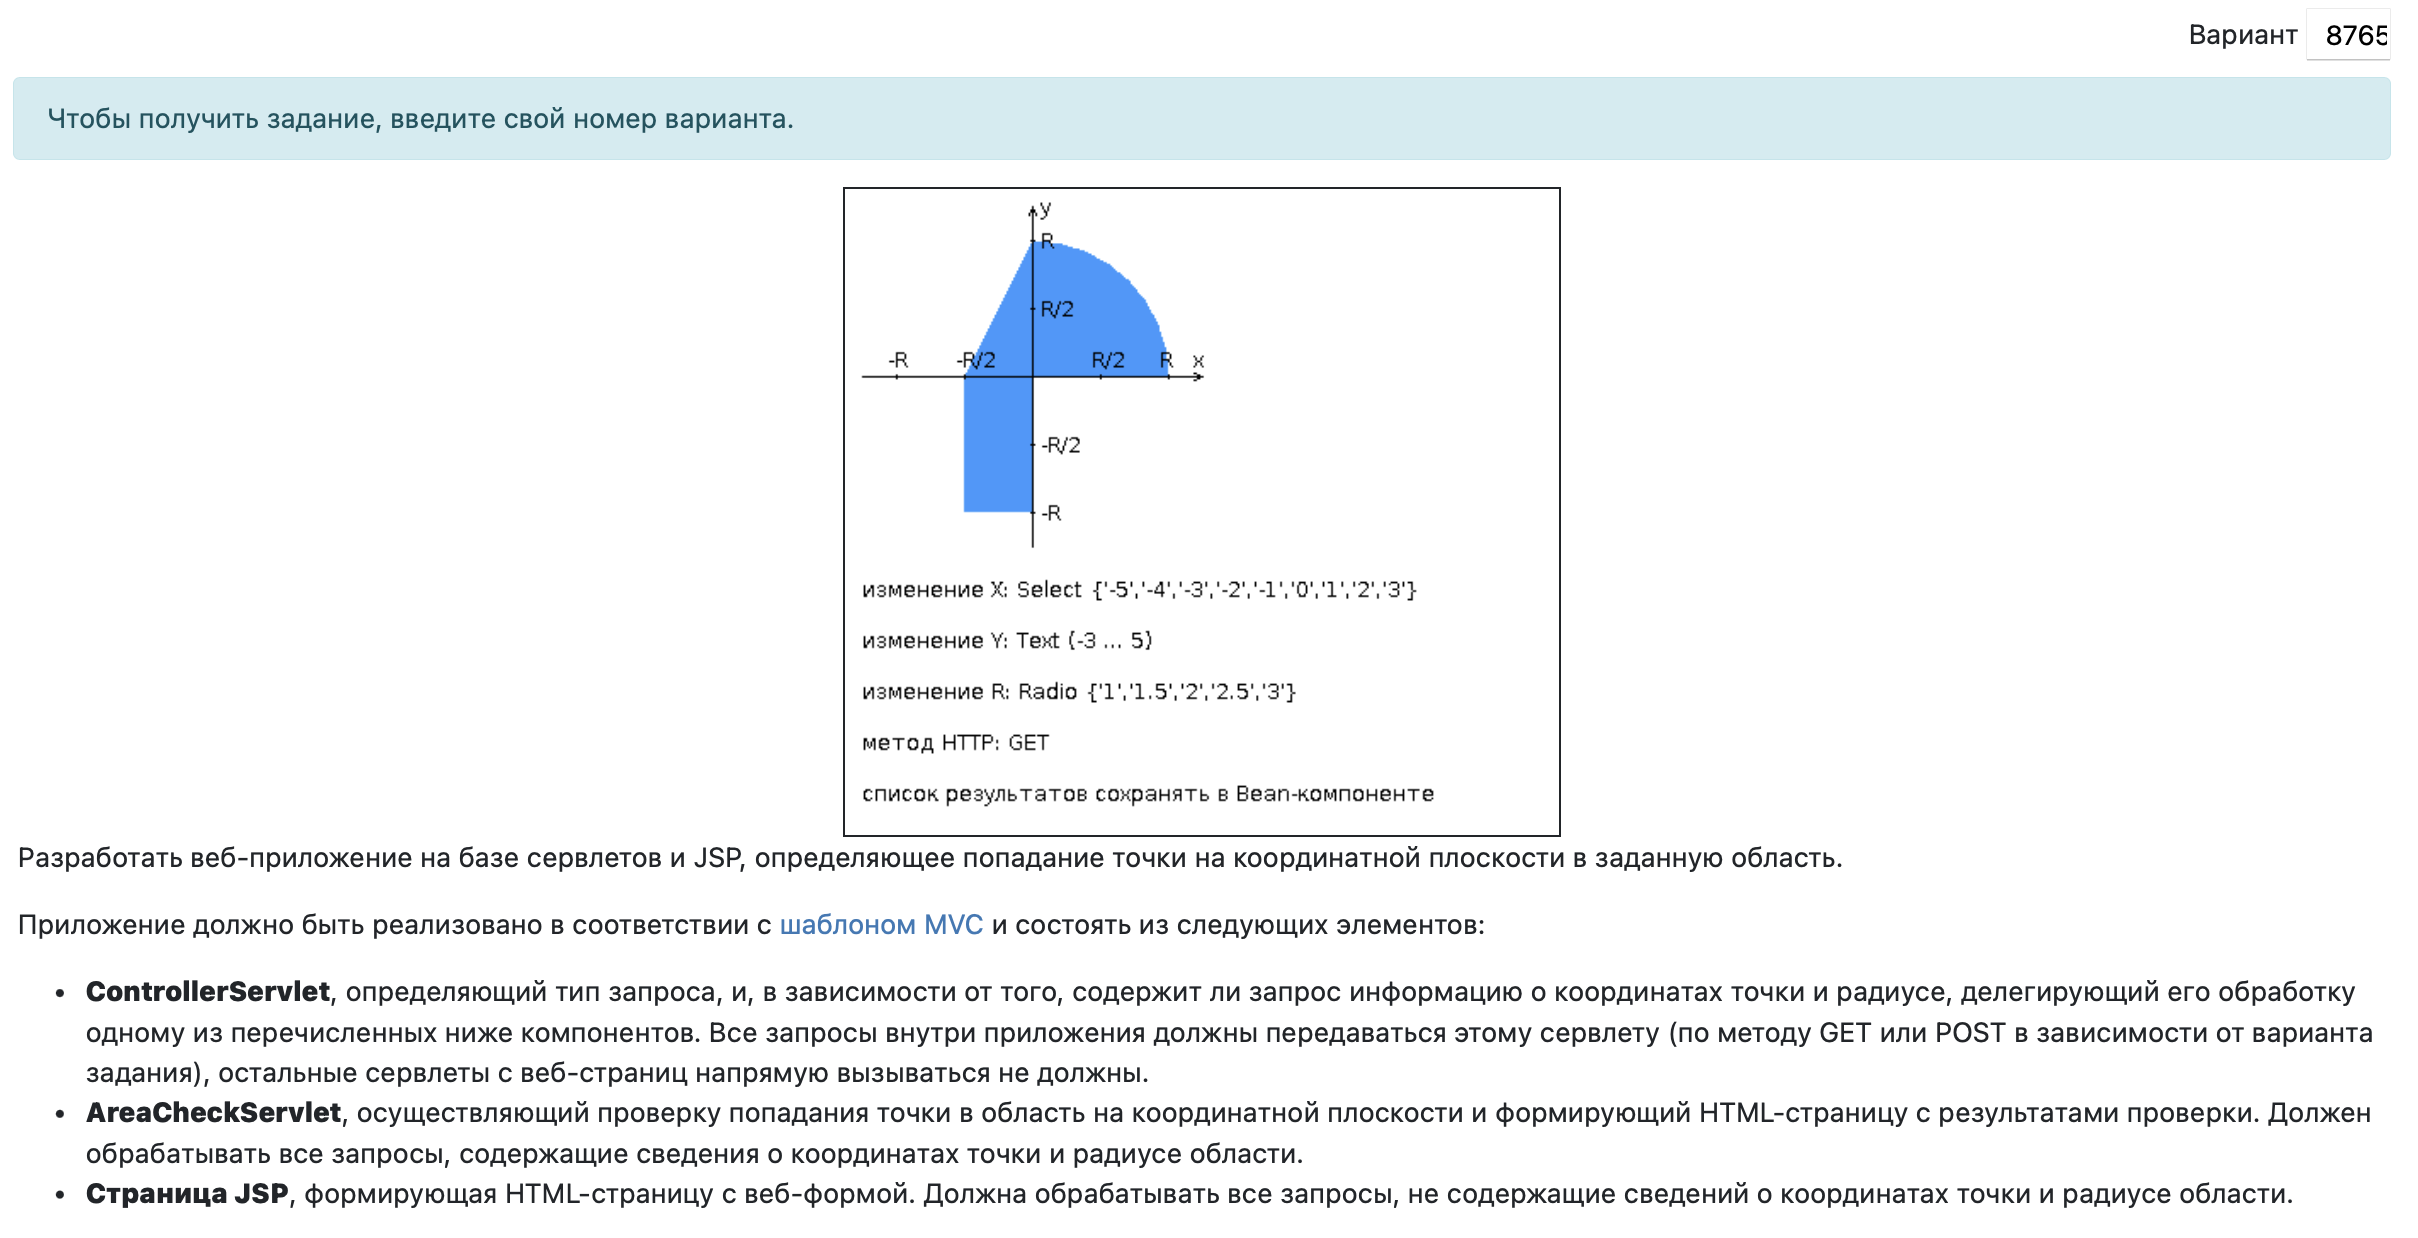 Вариант 8765
Чтобы получить задание, введите свой номер варианта.
y
R
R/2
-R -R/2 R/2 R x
-R/2
-R
изменение X: Select {'-5','-4','-3','-2','-1','0','1','2','3'}
изменение Y: Text (-3 ... 5)
изменение R: Radio {'1','1.5','2','2.5','3'}
метод HTTP: GET
список результатов сохранять в Bean-компоненте
Разработать веб-приложение на базе сервлетов и JSP, определяющее попадание точки на координатной плоскости в заданную область.
Приложение должно быть реализовано в соответствии с шаблоном MVC и состоять из следующих элементов:
• ControllerServlet, определяющий тип запроса, и, в зависимости от того, содержит ли запрос информацию о координатах точки и радиусе, делегирующий его обработку
одному из перечисленных ниже компонентов. Все запросы внутри приложения должны передаваться этому сервлету (по методу GET или POST в зависимости от варианта
задания), остальные сервлеты с веб-страниц напрямую вызываться не должны.
• AreaCheckServlet, осуществляющий проверку попадания точки в область на координатной плоскости и формирующий HTML-страницу с результатами проверки. Должен
обрабатывать все запросы, содержащие сведения о координатах точки и радиусе области.
• Страница JSP, формирующая HTML-страницу с веб-формой. Должна обрабатывать все запросы, не содержащие сведений о координатах точки и радиусе области.